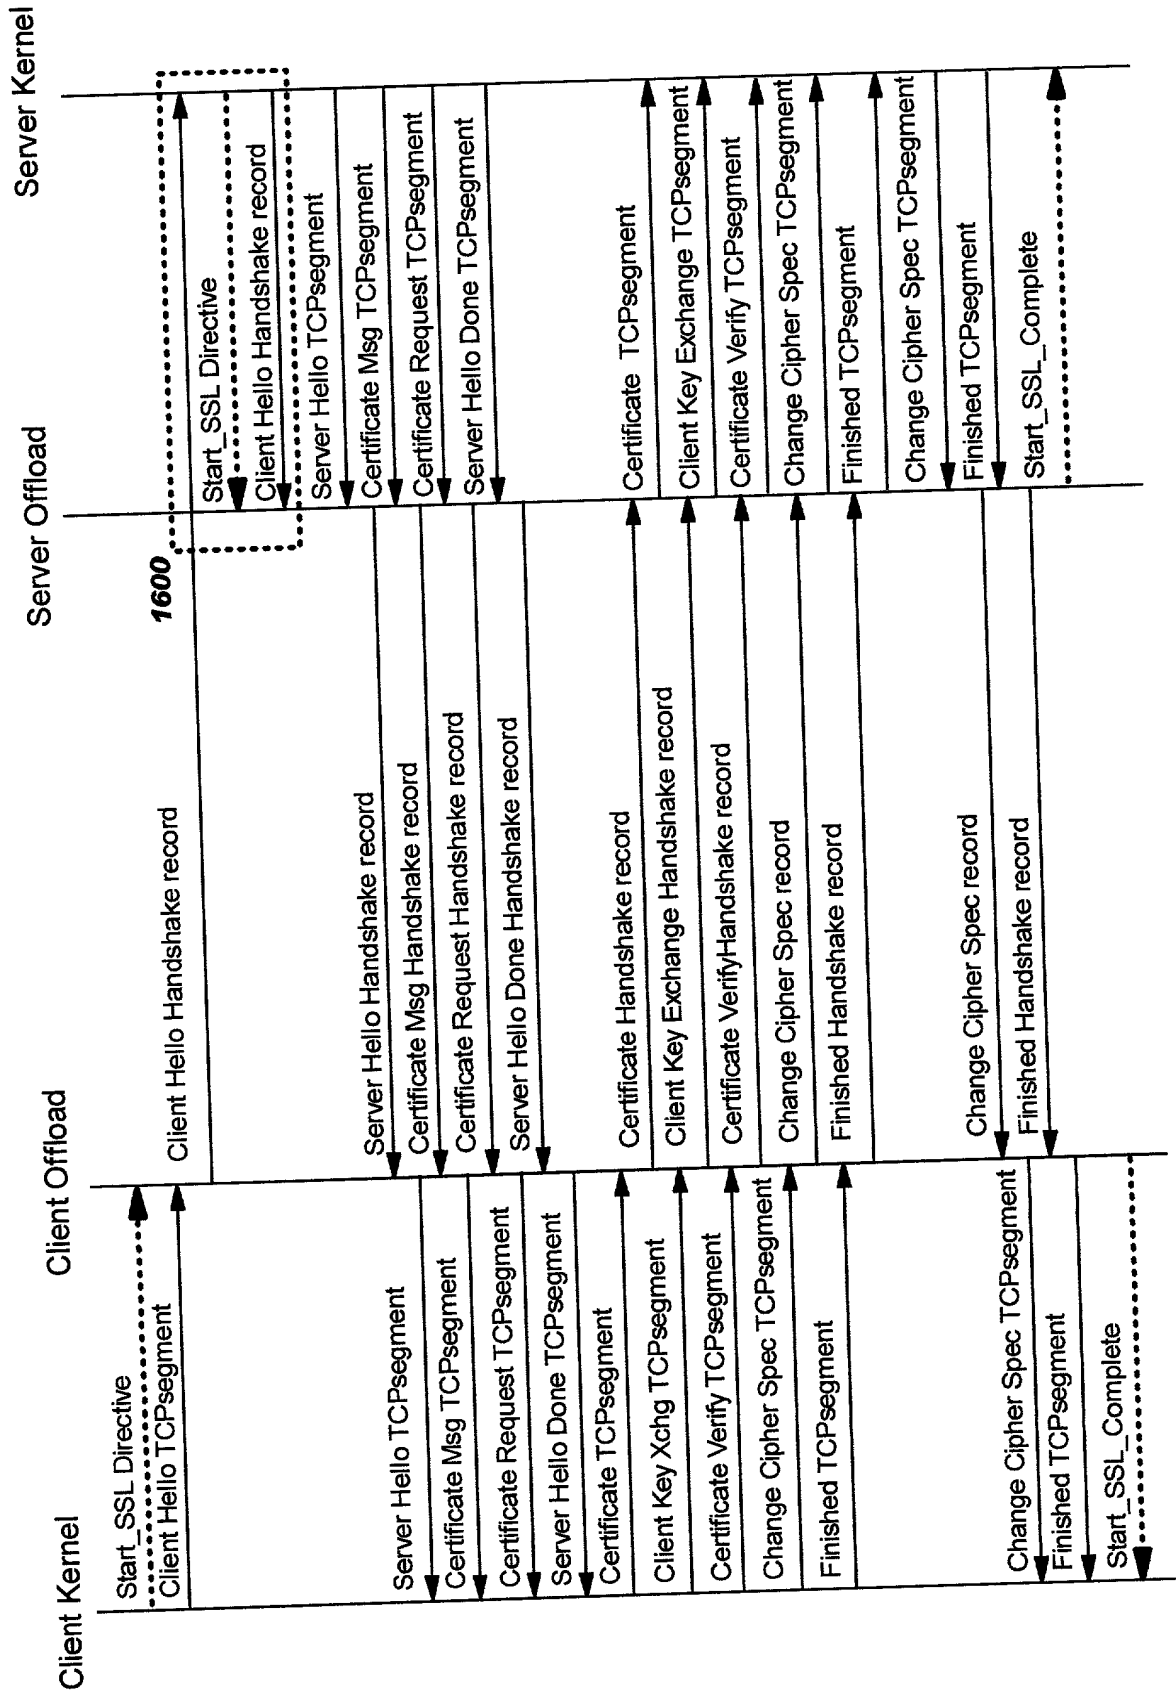 Client Kernel
Client Offload
Server Offload
Server Kernel
Start_SSL Directive
Client Hello TCPsegment
Client Hello Handshake record
1600
Start_SSL Directive
Client Hello Handshake record
Server Hello TCPsegment
Certificate Msg TCPsegment
Certificate Request TCPsegment
Server Hello Done TCPsegment
Server Hello Handshake record
Certificate Msg Handshake record
Certificate Request Handshake record
Server Hello Done Handshake record
Server Hello TCPsegment
Certificate Msg TCPsegment
Certificate Request TCPsegment
Server Hello Done TCPsegment
Certificate TCPsegment
Client Key Xchg TCPsegment
Certificate Verify TCPsegment
Change Cipher Spec TCPsegment
Finished TCPsegment
Certificate Handshake record
Client Key Exchange Handshake record
Certificate VerifyHandshake record
Change Cipher Spec record
Finished Handshake record
Certificate TCPsegment
Client Key Exchange TCPsegment
Certificate Verify TCPsegment
Change Cipher Spec TCPsegment
Finished TCPsegment
Change Cipher Spec TCPsegment
Finished TCPsegment
Start_SSL_Complete
Change Cipher Spec record
Finished Handshake record
Change Cipher Spec TCPsegment
Finished TCPsegment
Start_SSL_Complete